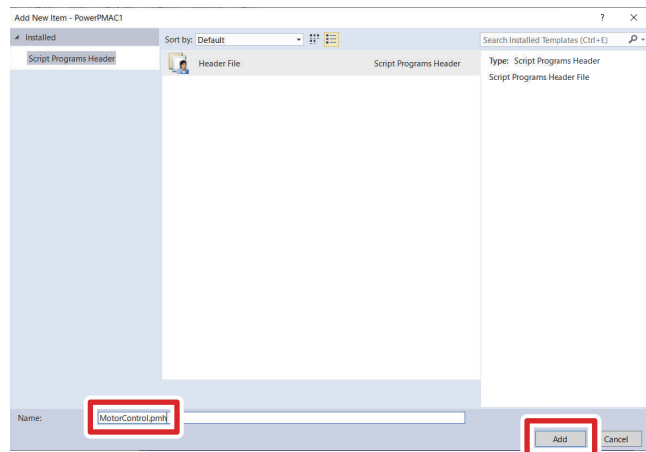 Add New Item - PowerPMAC1 ? ×
Installed
Sort by: Default
Search Installed Templates (Ctrl+E)
Script Programs Header
Header File Script Programs Header
Type: Script Programs Header
Script Programs Header File
Name: MotorControl.pmh
Add Cancel